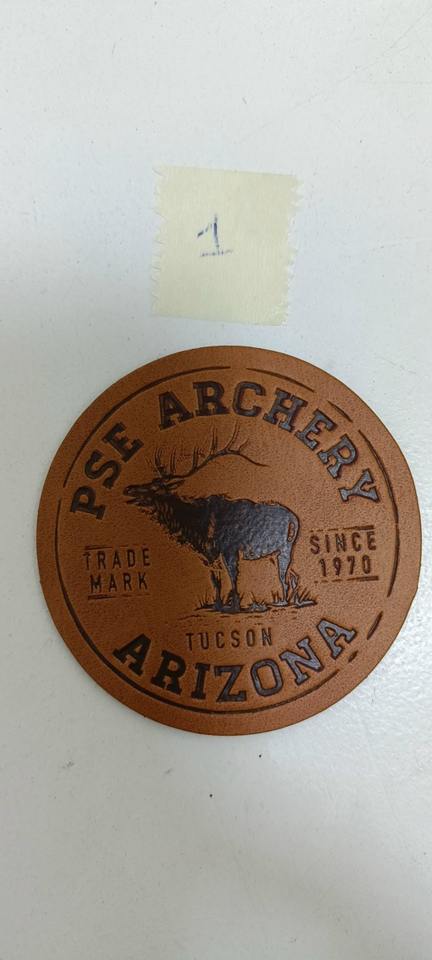 1
PSE ARCHERY
TRADE
MARK
SINCE
1970
TUCSON
ARIZONA